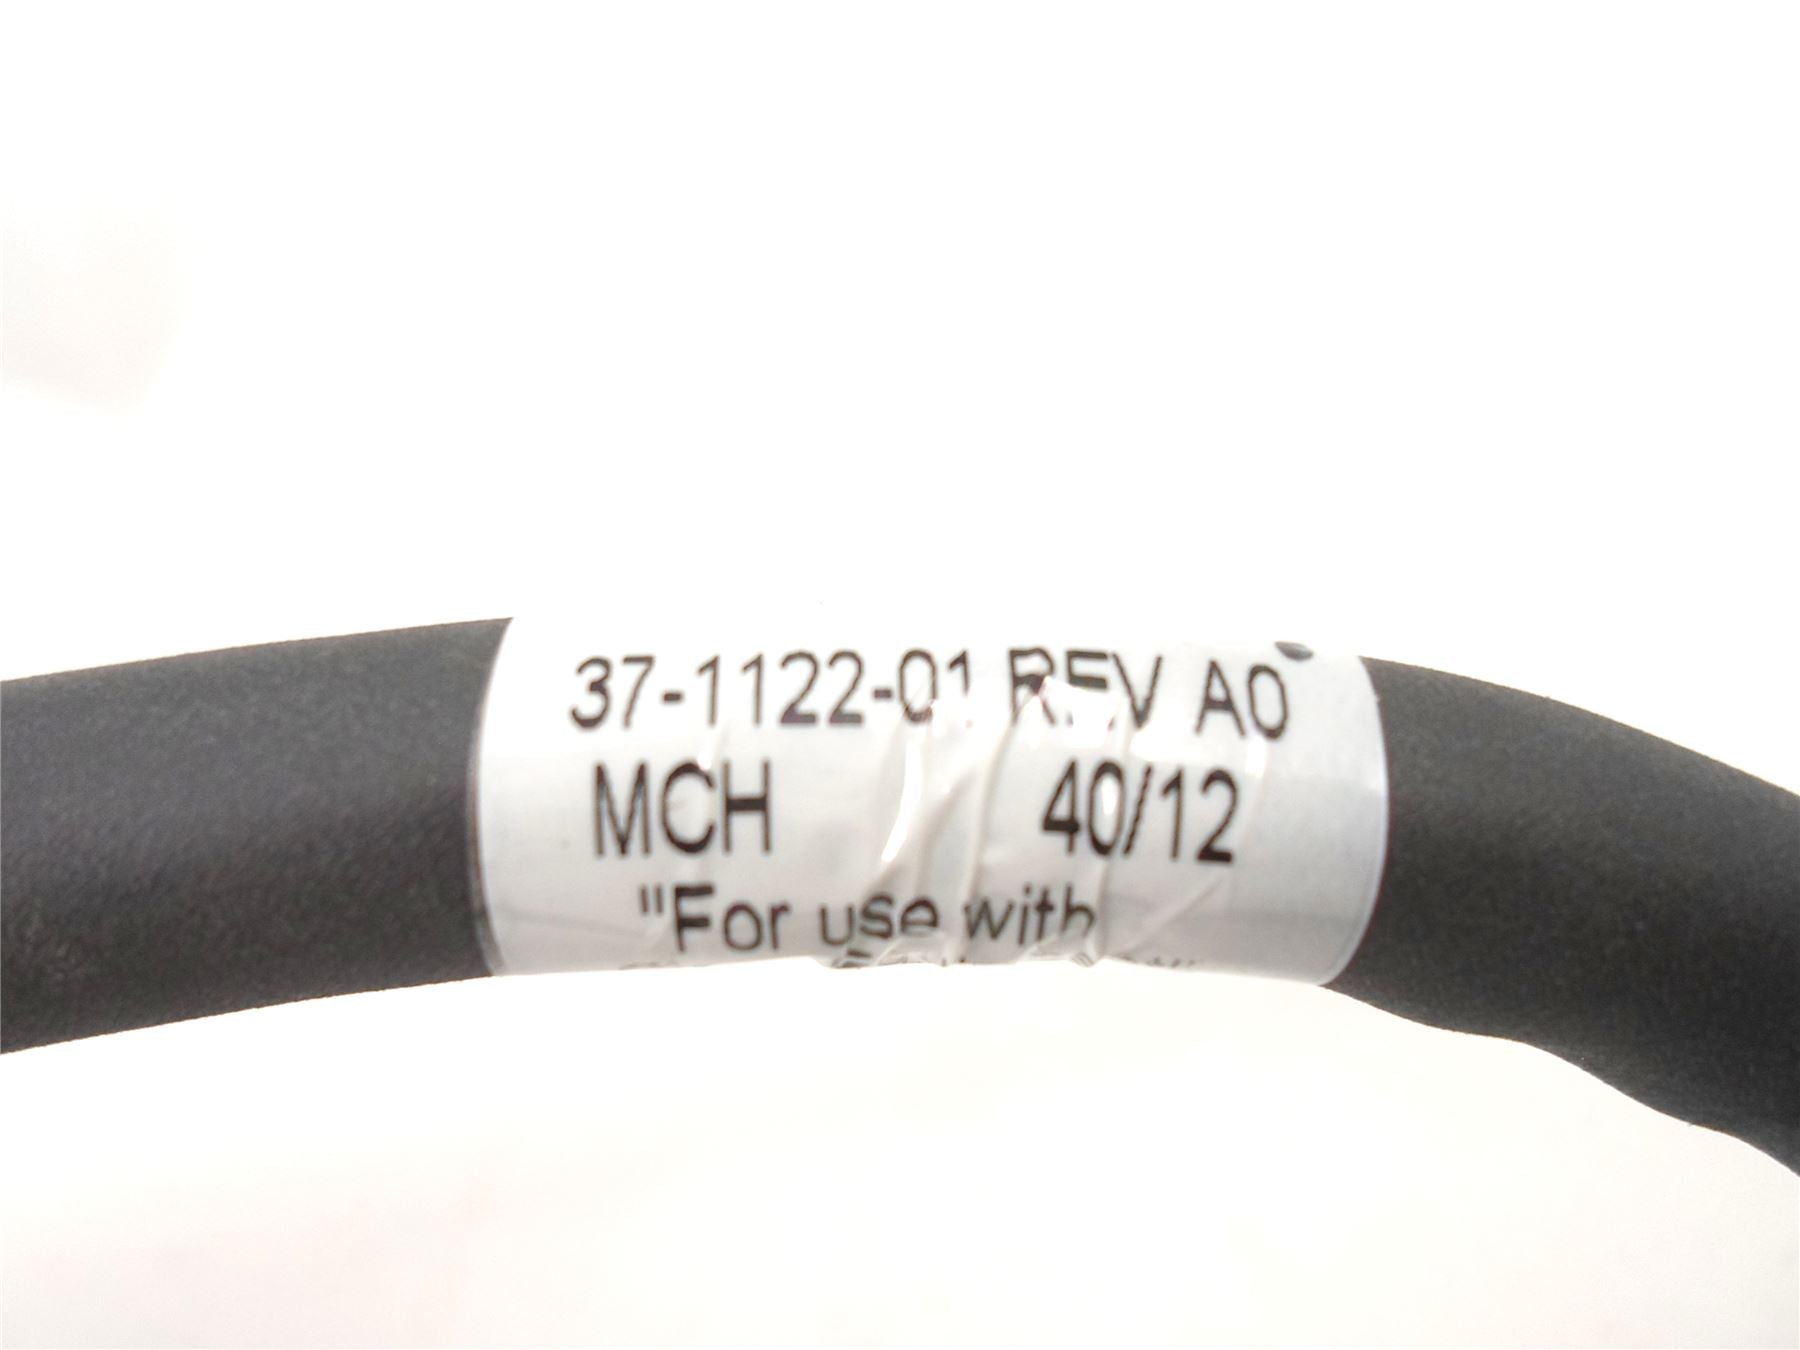 37-1122-01 REV A0
MCH 40/12
"For use with